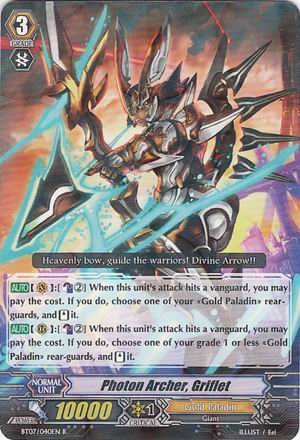 3
GRADE
Heavenly bow, guide the warriors! Divine Arrow!!
AUTO 1: 2 When this unit's attack hits a vanguard, you may
pay the cost. If you do, choose one of your «Gold Paladin» rear-
guards, and it.
AUTO 1: 2 When this unit's attack hits a vanguard, you may
pay the cost. If you do, choose one of your grade 1 or less «Gold
Paladin» rear-guards, and it.
NORMAL
UNIT
Photon Archer, Griflet
POWER
10000
1
CRITICAL
Gold Paladin
Giant
BT07/040EN R
ILLUST / Eel